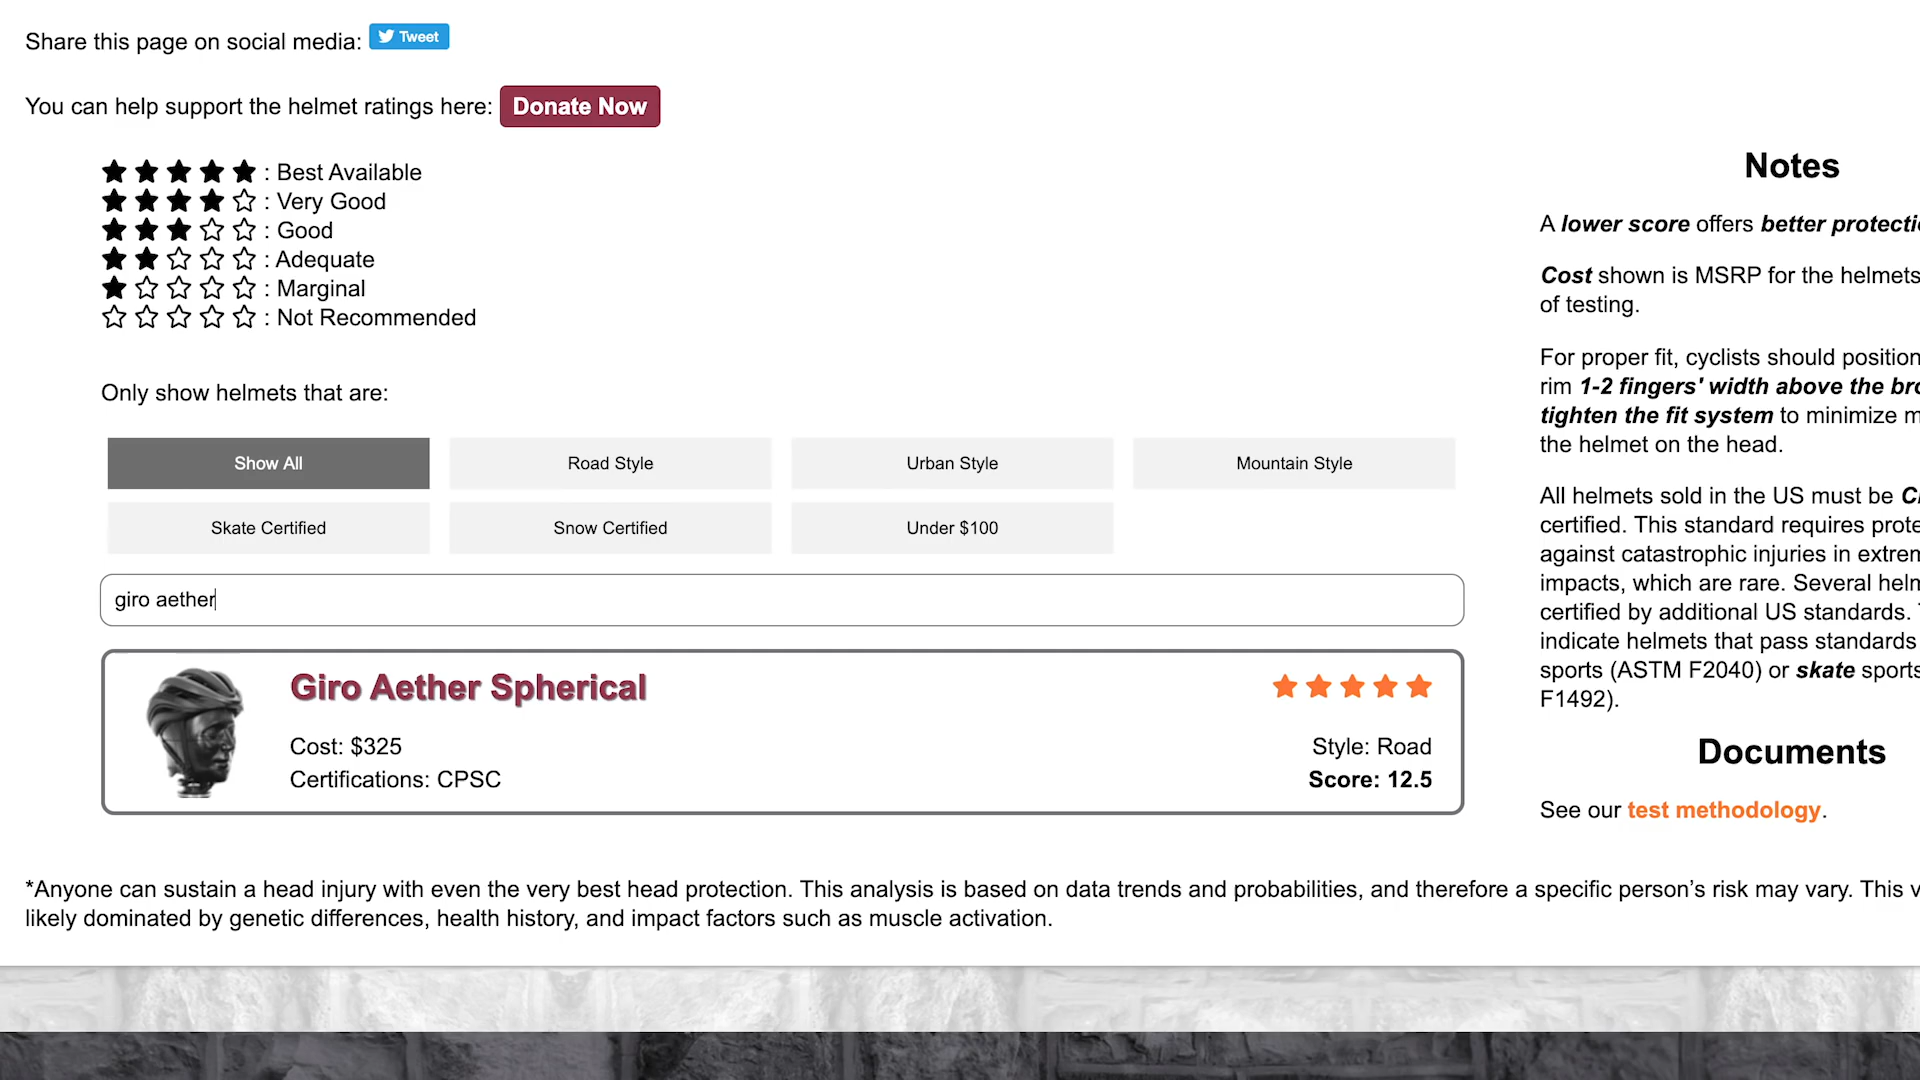 Share this page on social media: Tweet
You can help support the helmet ratings here: Donate Now
: Best Available
: Very Good
: Good
: Adequate
: Marginal
: Not Recommended
Only show helmets that are:
Show All
Road Style
Urban Style
Mountain Style
Skate Certified
Snow Certified
Under $100
giro aether
Giro Aether Spherical
Cost: $325
Style: Road
Certifications: CPSC
Score: 12.5
Notes
A lower score offers better
Cost shown is MSRP for the helmets
of testing.
For proper fit, cyclists should position
rim 1-2 fingers' width above the
tighten the fit system to minimize
the helmet on the head.
All helmets sold in the US must be
certified. This standard requires
against catastrophic injuries in
impacts, which are rare. Several
certified by additional US standards.
indicate helmets that pass standards
sports (ASTM F2040) or skate sports
F1492).
Documents
See our test methodology.
*Anyone can sustain a head injury with even the very best head protection. This analysis is based on data trends and probabilities, and therefore a specific person’s risk may vary. This
likely dominated by genetic differences, health history, and impact factors such as muscle activation.